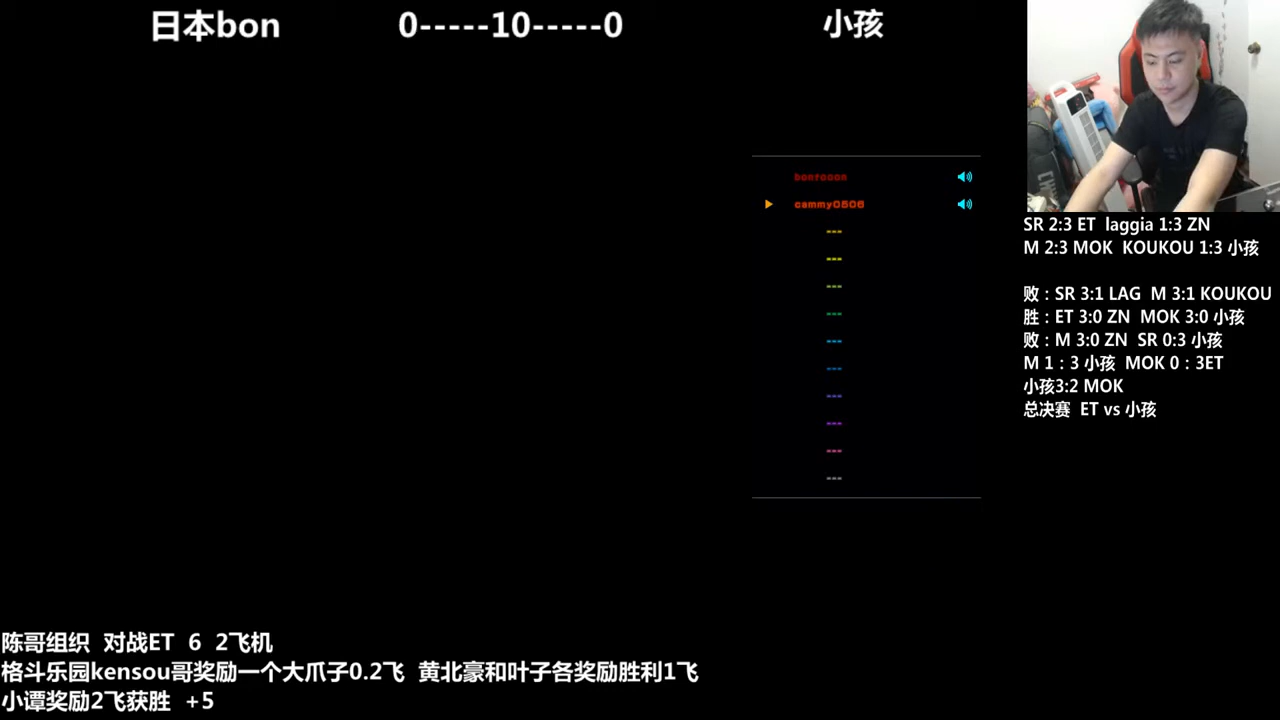 日本bon 0-----10-----0 小孩
bonfooon
cammy0506
---
---
---
---
---
---
---
---
---
---
SR 2:3 ET laggia 1:3 ZN
M 2:3 MOK KOUKOU 1:3 小孩
败：SR 3:1 LAG M 3:1 KOUKOU
胜：ET 3:0 ZN MOK 3:0 小孩
败：M 3:0 ZN SR 0:3 小孩
M 1：3 小孩 MOK 0：3ET
小孩3:2 MOK
总决赛 ET vs 小孩
陈哥组织 对战ET 6 2飞机
格斗乐园kensou哥奖励一个大爪子0.2飞 黄北豪和叶子各奖励胜利1飞
小谭奖励2飞获胜 +5